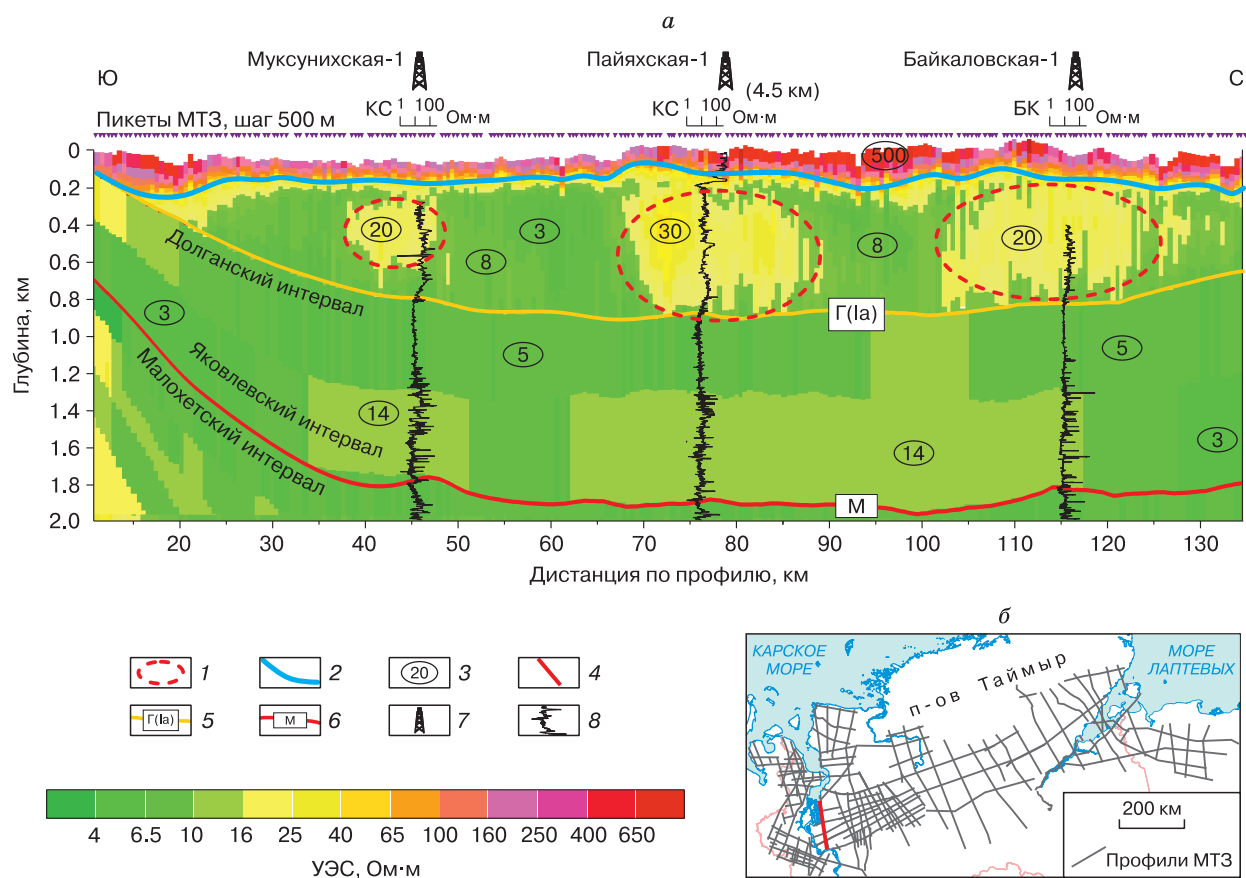 а
Муксунихская-1
Пайяхская-1
Байкаловская-1
Ю
(4.5 км)
С
Пикеты МТЗ, шаг 500 м
КС 1 100 Ом·м
КС 1 100 Ом·м
БК 1 100 Ом·м
0
0.2
0.4
0.6
0.8
1.0
1.2
1.4
1.6
1.8
2.0
Глубина, км
500
20
3
8
30
8
20
Долганский интервал
Г(Iа)
3
5
5
Яковлевский интервал
14
14
3
Малохетский интервал
М
20 30 40 50 60 70 80 90 100 110 120 130
Дистанция по профилю, км
1
2
20 3
4
Г(Iа) 5
М 6
7
8
4 6.5 10 16 25 40 65 100 160 250 400 650
УЭС, Ом·м
б
КАРСКОЕ
МОРЕ
п-ов Таймыр
МОРЕ
ЛАПТЕВЫХ
200 км
Профили МТЗ